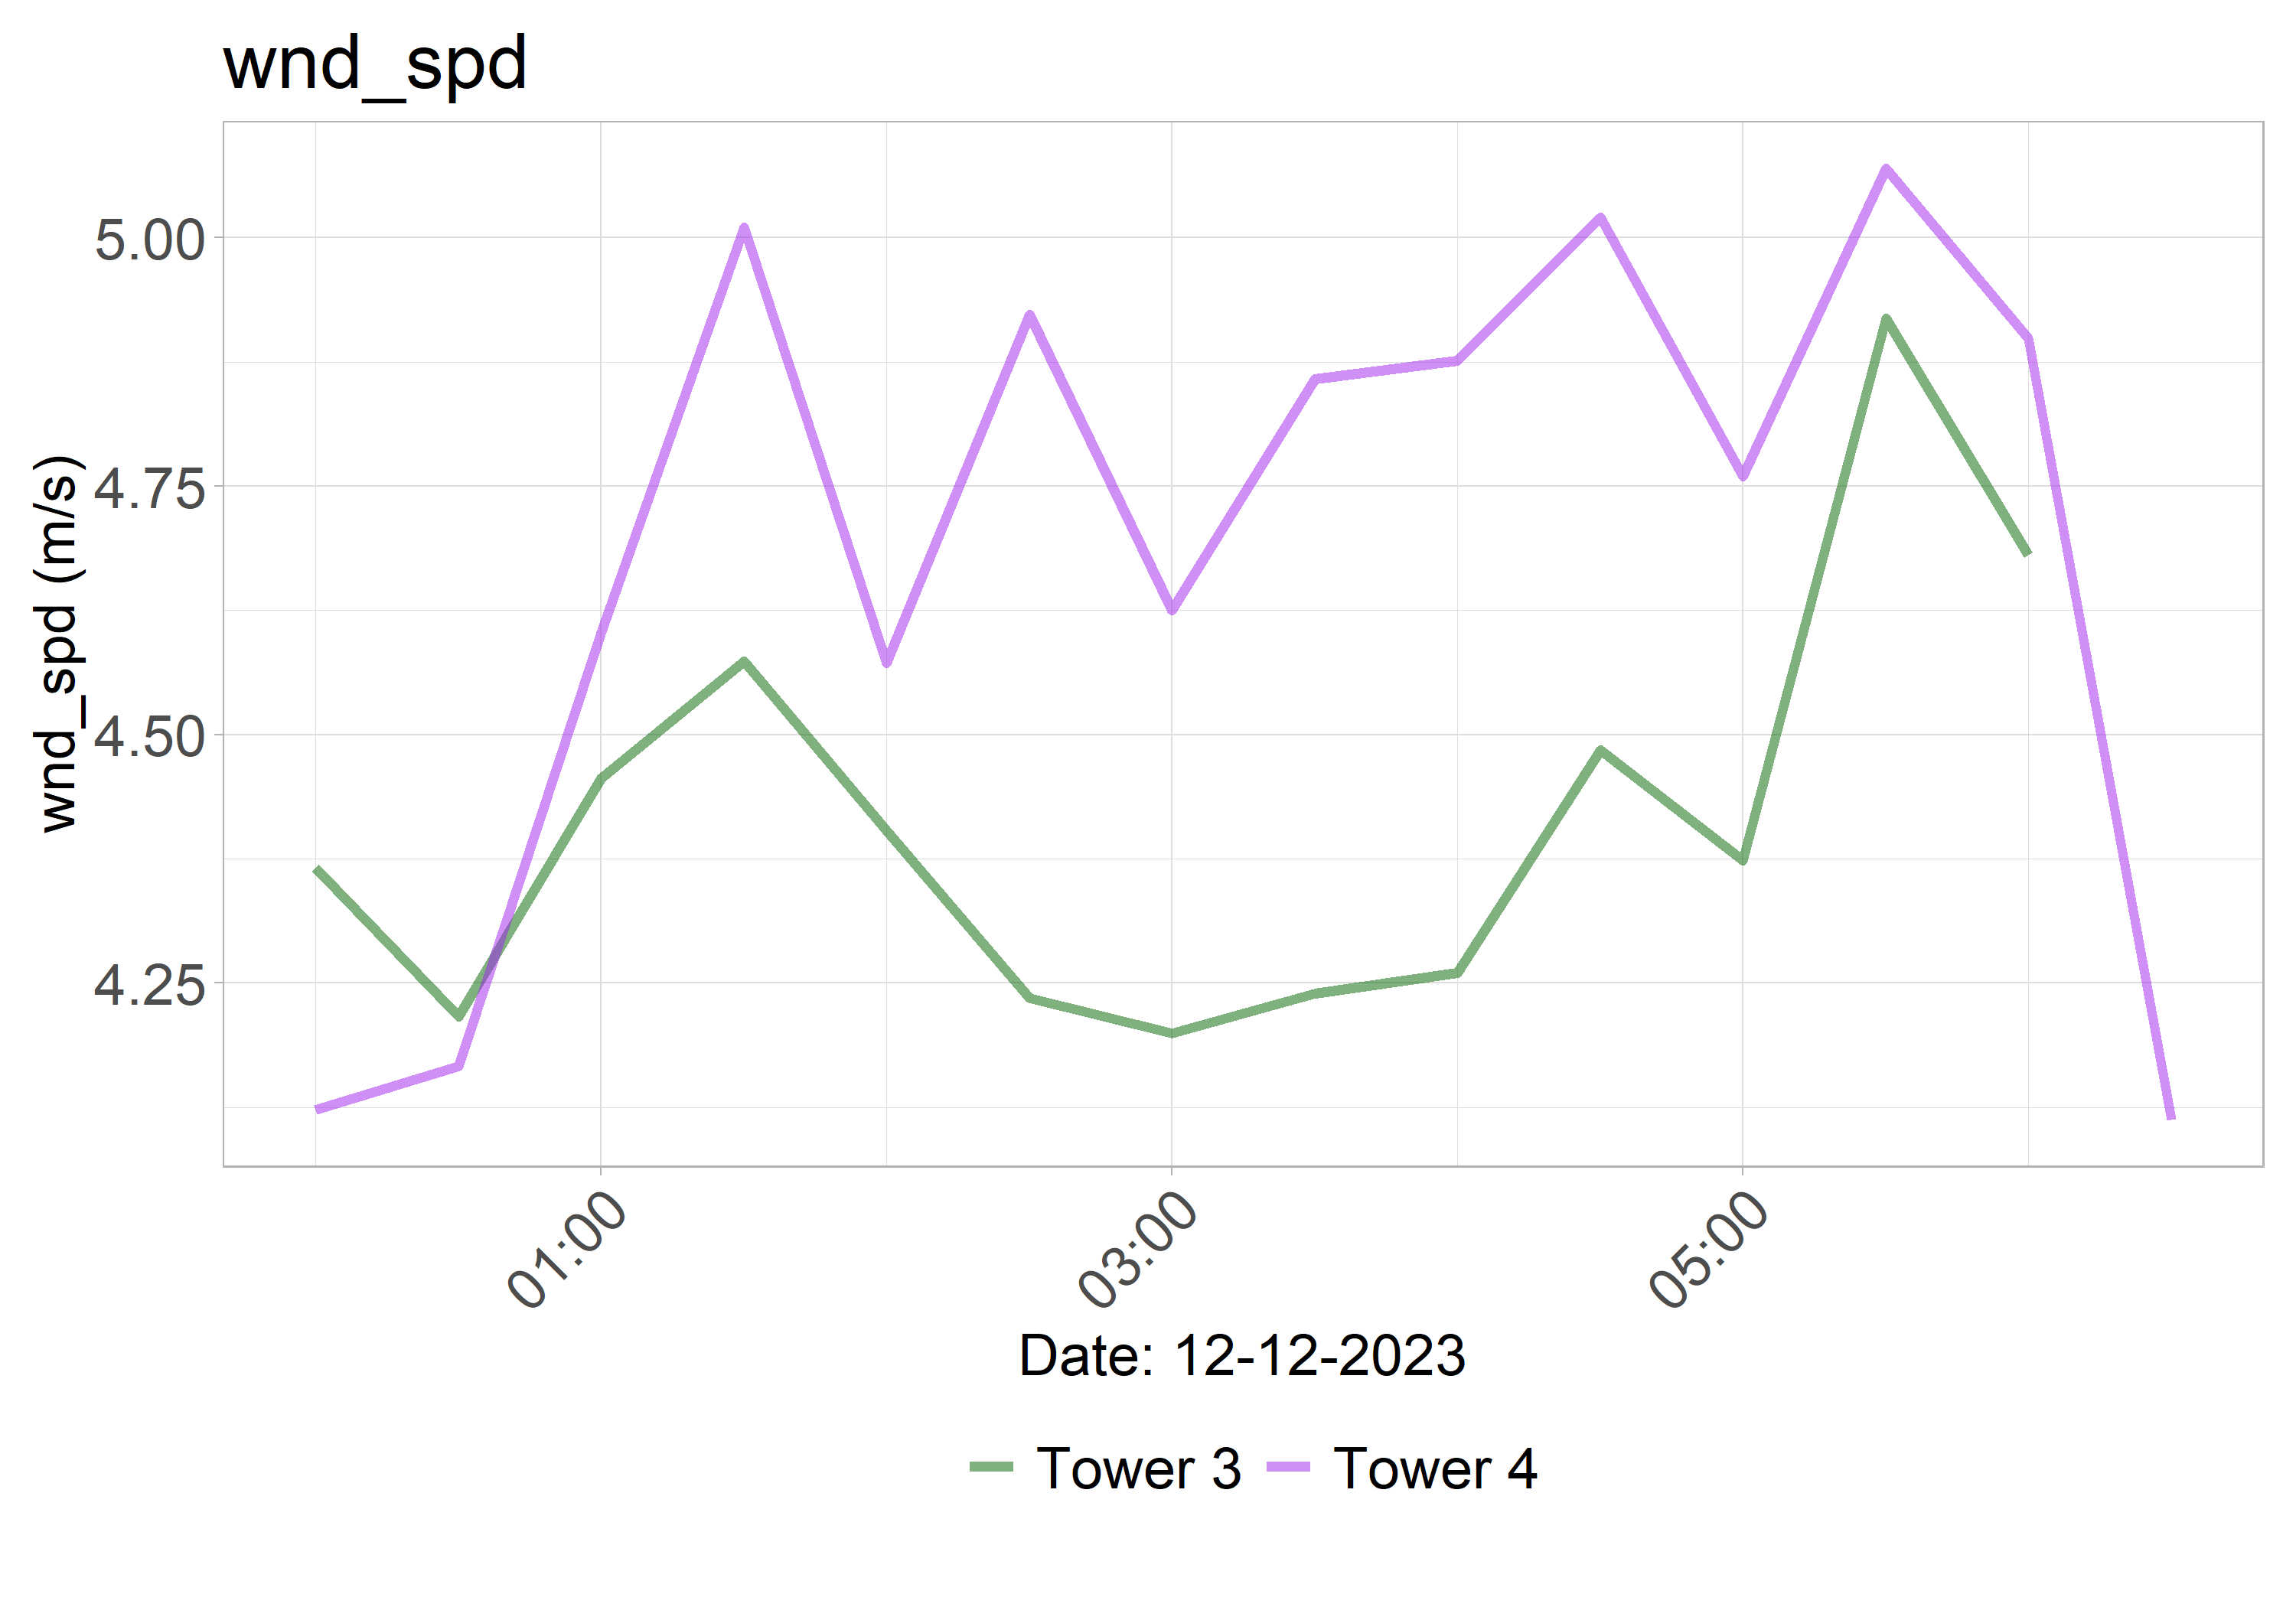 wnd_spd
wnd_spd (m/s)
5.00
4.75
4.50
4.25
01:00
03:00
05:00
Date: 12-12-2023
Tower 3
Tower 4